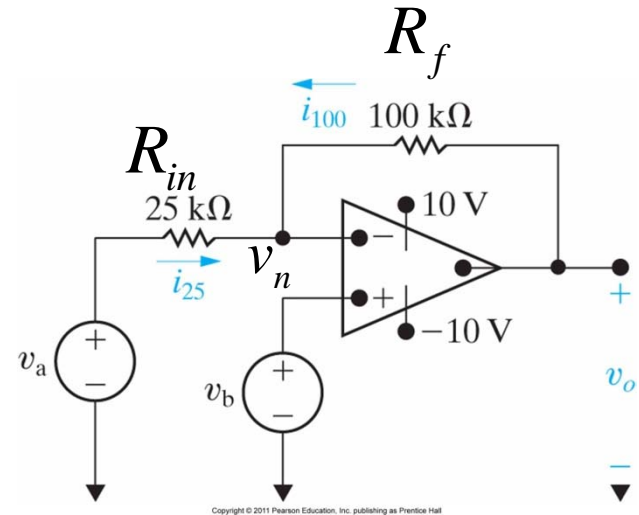 R_f
i_100 100 kΩ
R_in
25 kΩ
10 V
−
v_n
i_25
+
+
−10 V
+
v_a
−
+
v_b
−
v_o
−
Copyright © 2011 Pearson Education, Inc. publishing as Prentice Hall